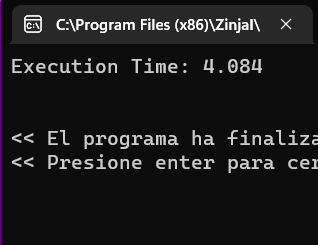 C:\Program Files (x86)\Zinjal\
Execution Time: 4.084
<< El programa ha finaliza
<< Presione enter para cer